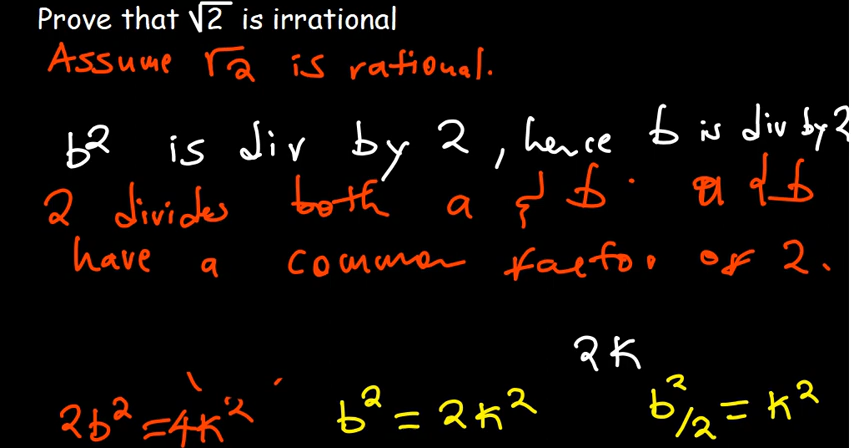 Prove that √2 is irrational
Assume √2 is rational.
b² is div by 2, hence b is div by 2
2 divides both a & b. a & b
have a common factor of 2.
2k
2b² = 4k² b² = 2k² b²/2 = k²